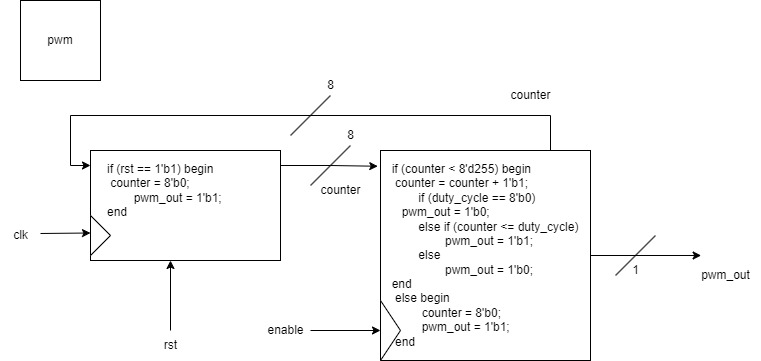 pwm
8
counter
8
counter
if (rst == 1'b1) begin
counter = 8'b0;
pwm_out = 1'b1;
end
clk
rst
if (counter < 8'd255) begin
counter = counter + 1'b1;
if (duty_cycle == 8'b0)
pwm_out = 1'b0;
else if (counter <= duty_cycle)
pwm_out = 1'b1;
else
pwm_out = 1'b0;
end
else begin
counter = 8'b0;
pwm_out = 1'b1;
end
enable
1
pwm_out